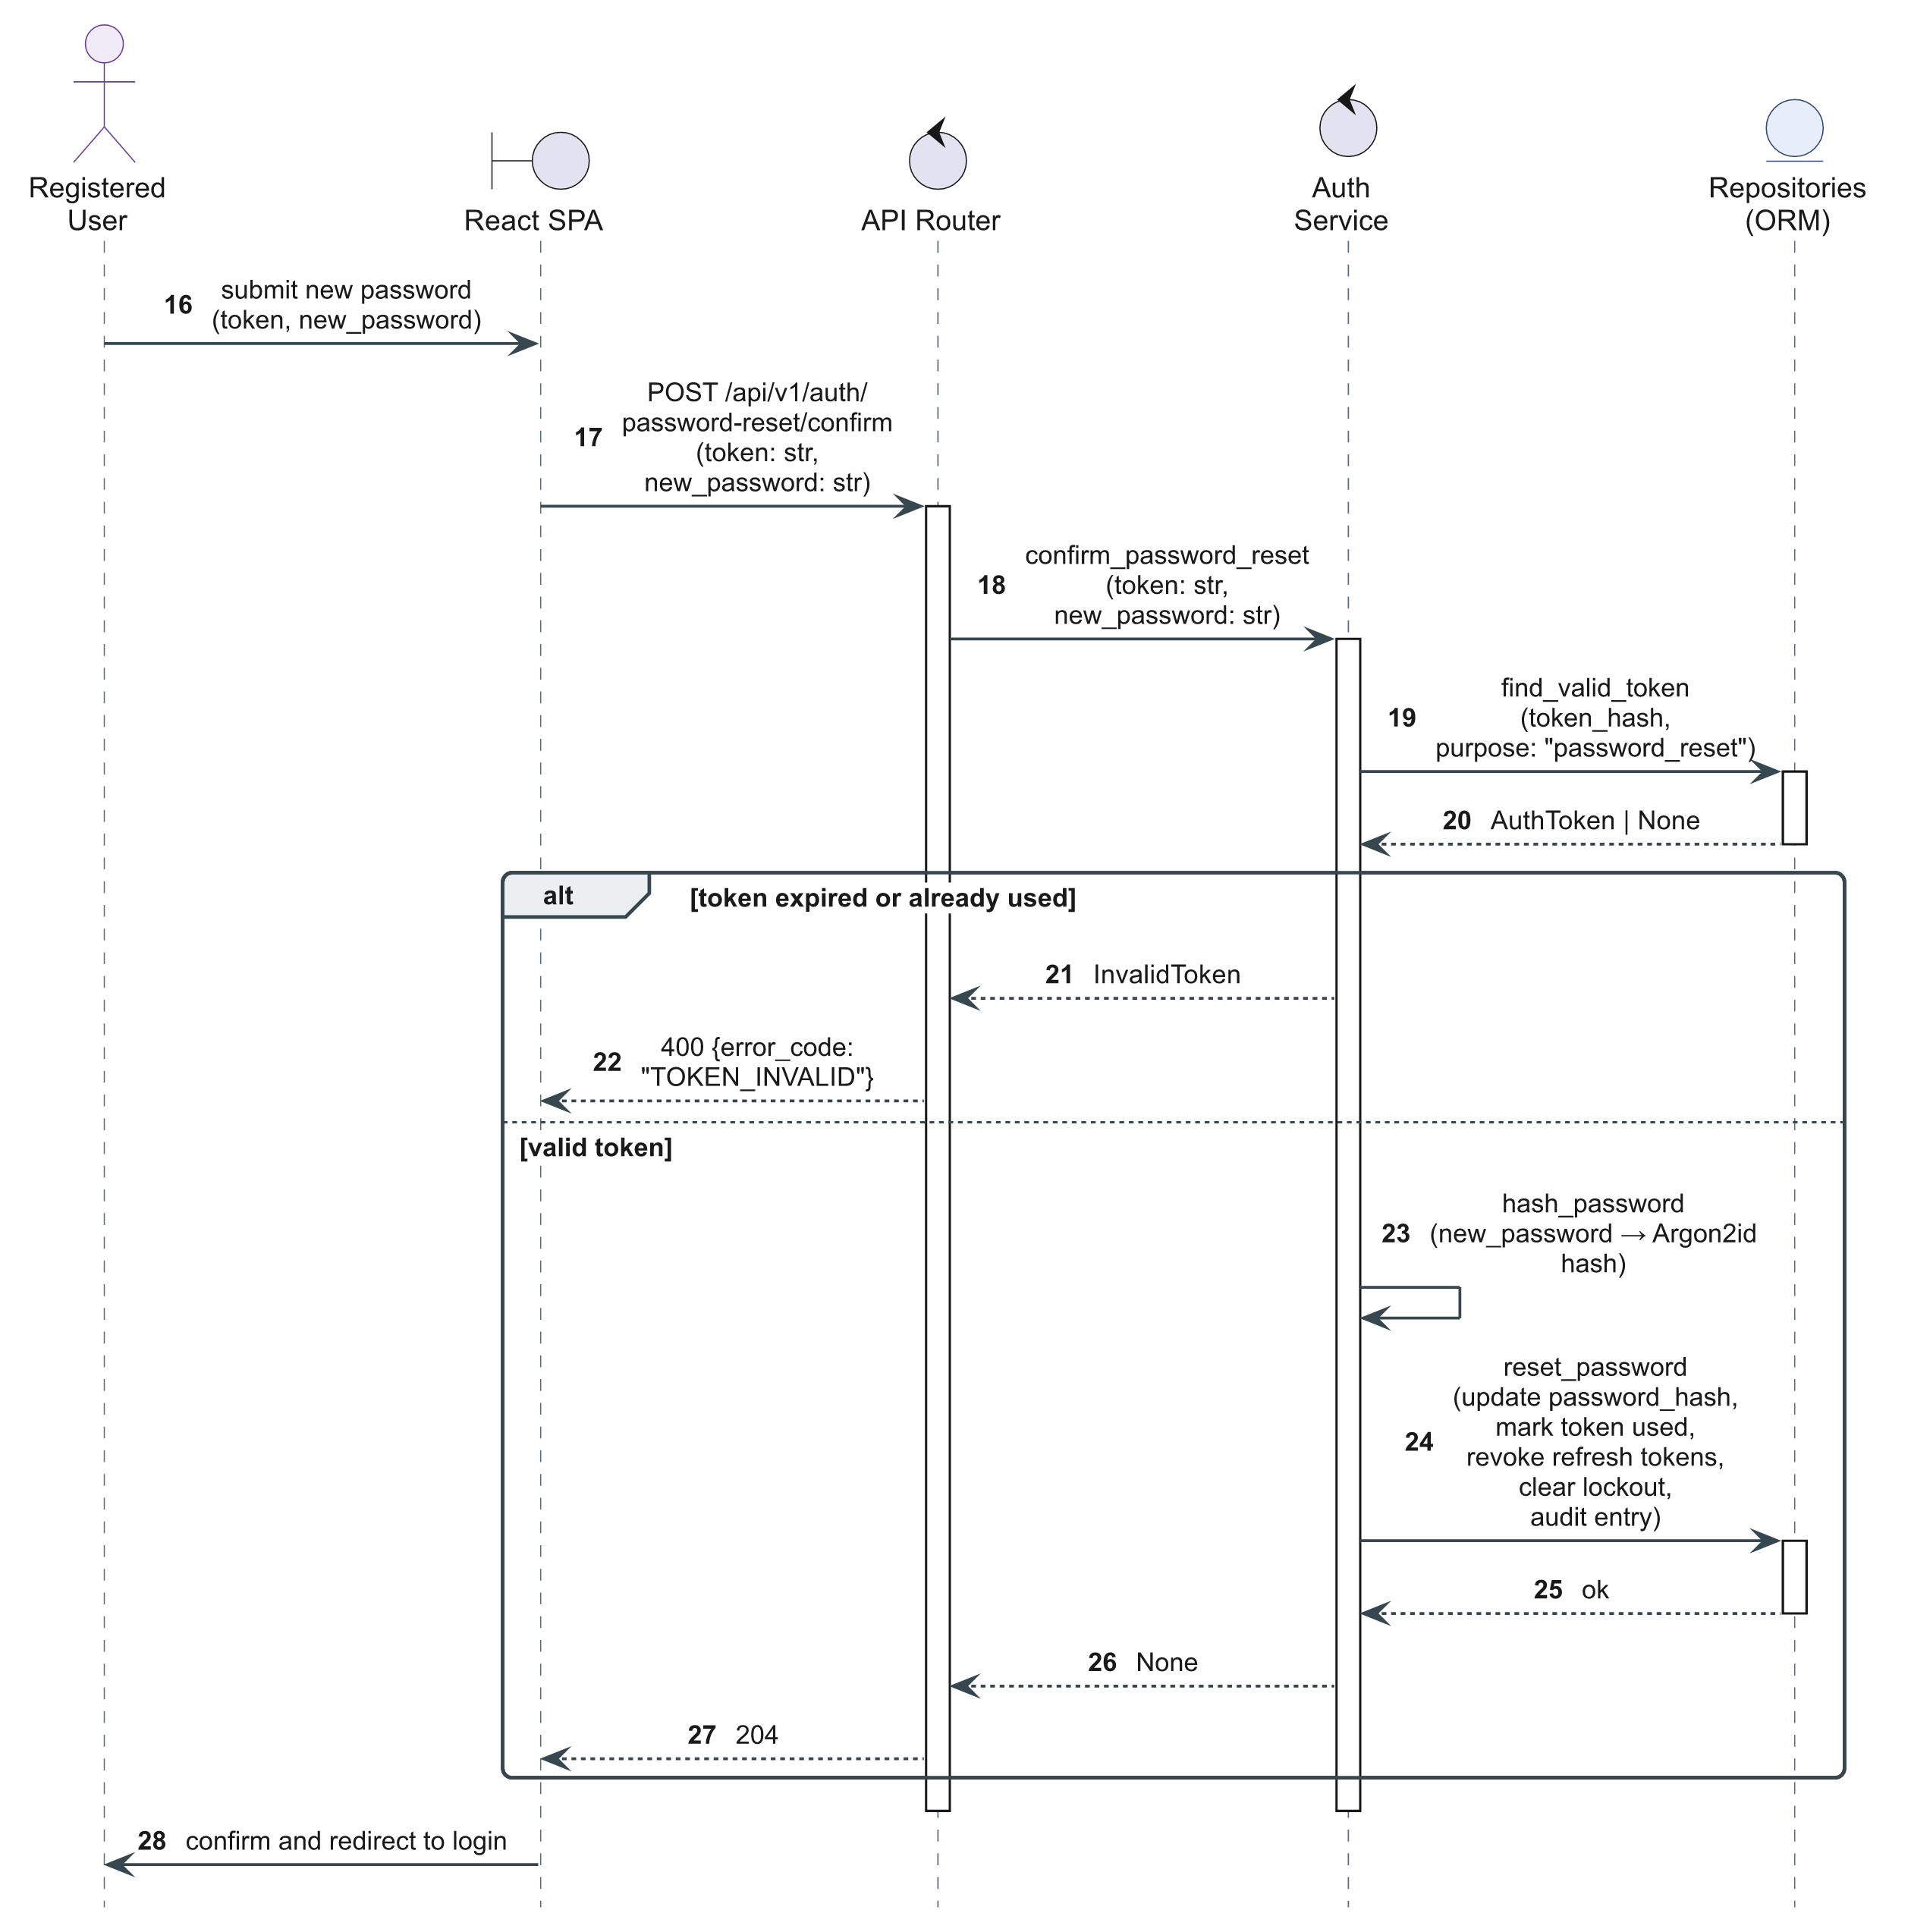 Registered
User
React SPA
API Router
Auth
Service
Repositories
(ORM)
16 submit new password
(token, new_password)
17 POST /api/v1/auth/
password-reset/confirm
(token: str,
new_password: str)
18 confirm_password_reset
(token: str,
new_password: str)
19 find_valid_token
(token_hash,
purpose: "password_reset")
20 AuthToken | None
alt [token expired or already used]
21 InvalidToken
22 400 {error_code:
"TOKEN_INVALID"}
[valid token]
23 hash_password
(new_password → Argon2id
hash)
24 reset_password
(update password_hash,
mark token used,
revoke refresh tokens,
clear lockout,
audit entry)
25 ok
26 None
27 204
28 confirm and redirect to login